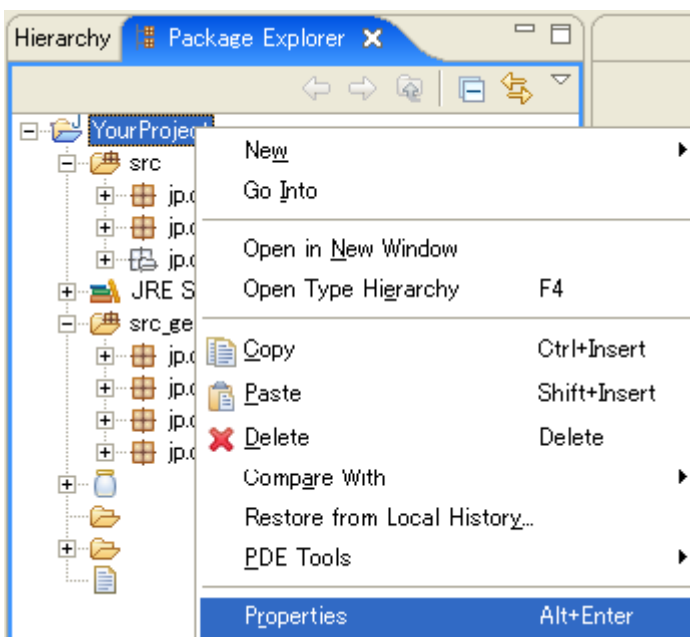 Hierarchy Package Explorer
YourProject
src
jp.
jp.
jp.
JRE S
src_ge
jp.
jp.
jp.
jp.
New
Go Into
Open in New Window
Open Type Hierarchy F4
Copy Ctrl+Insert
Paste Shift+Insert
Delete Delete
Compare With
Restore from Local History...
PDE Tools
Properties Alt+Enter